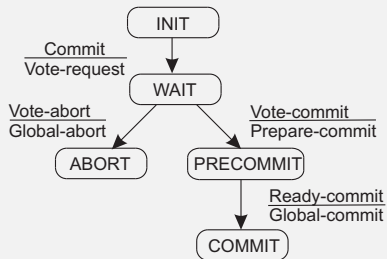 INIT
Commit
Vote-request
WAIT
Vote-abort
Global-abort
Vote-commit
Prepare-commit
ABORT
PRECOMMIT
Ready-commit
Global-commit
COMMIT